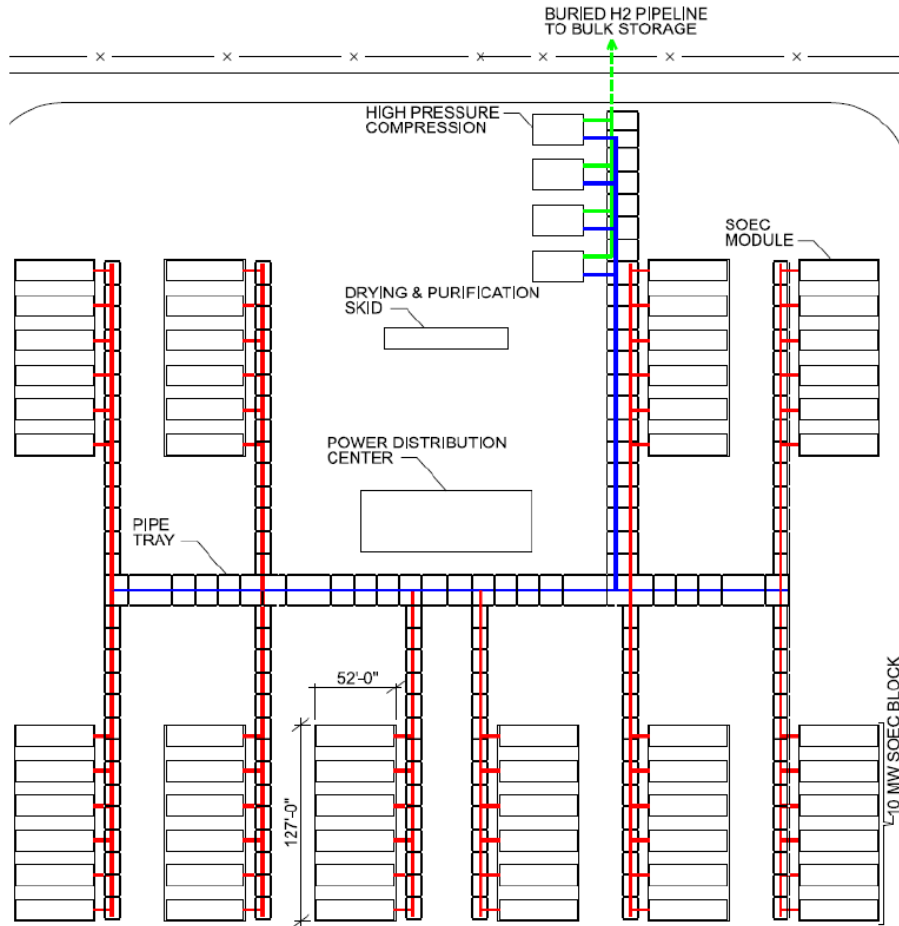 BURIED H2 PIPELINE
TO BULK STORAGE
HIGH PRESSURE
COMPRESSION
SOEC
MODULE
DRYING & PURIFICATION
SKID
POWER DISTRIBUTION
CENTER
PIPE
TRAY
52'-0"
127'-0"
10 MW SOEC BLOCK